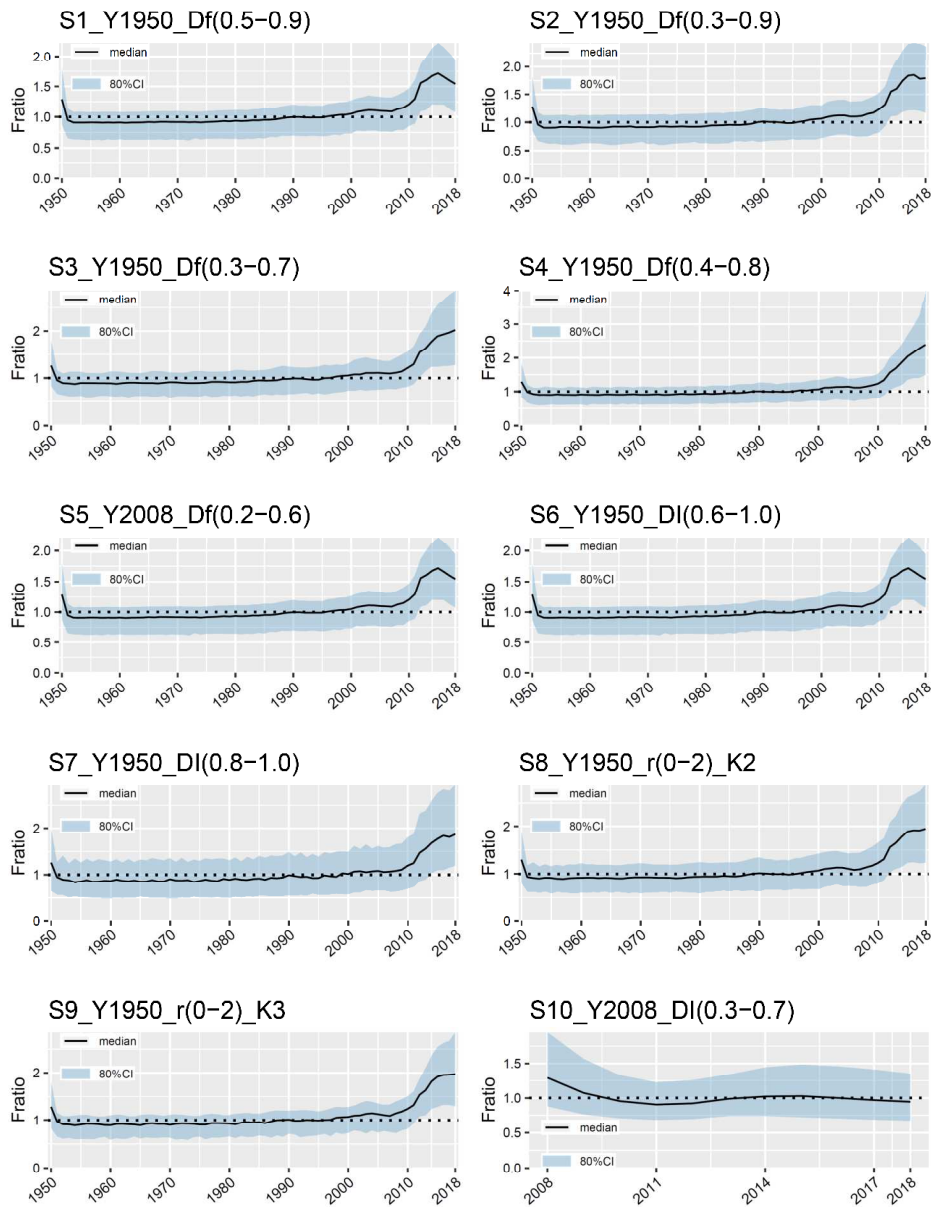 S1_Y1950_Df(0.5−0.9)
Fratio
2.0
1.5
1.0
0.5
0.0
median
80%CI
1950 1960 1970 1980 1990 2000 2010 2018
S2_Y1950_Df(0.3−0.9)
Fratio
2.0
1.5
1.0
0.5
0.0
median
80%CI
1950 1960 1970 1980 1990 2000 2010 2018
S3_Y1950_Df(0.3−0.7)
Fratio
2
1
0
median
80%CI
1950 1960 1970 1980 1990 2000 2010 2018
S4_Y1950_Df(0.4−0.8)
Fratio
4
3
2
1
0
median
80%CI
1950 1960 1970 1980 1990 2000 2010 2018
S5_Y2008_Df(0.2−0.6)
Fratio
2.0
1.5
1.0
0.5
0.0
median
80%CI
1950 1960 1970 1980 1990 2000 2010 2018
S6_Y1950_DI(0.6−1.0)
Fratio
2.0
1.5
1.0
0.5
0.0
median
80%CI
1950 1960 1970 1980 1990 2000 2010 2018
S7_Y1950_DI(0.8−1.0)
Fratio
2
1
0
median
80%CI
1950 1960 1970 1980 1990 2000 2010 2018
S8_Y1950_r(0−2)_K2
Fratio
2
1
0
median
80%CI
1950 1960 1970 1980 1990 2000 2010 2018
S9_Y1950_r(0−2)_K3
Fratio
2
1
0
median
80%CI
1950 1960 1970 1980 1990 2000 2010 2018
S10_Y2008_DI(0.3−0.7)
Fratio
1.5
1.0
0.5
0.0
median
80%CI
2008 2011 2014 2017 2018